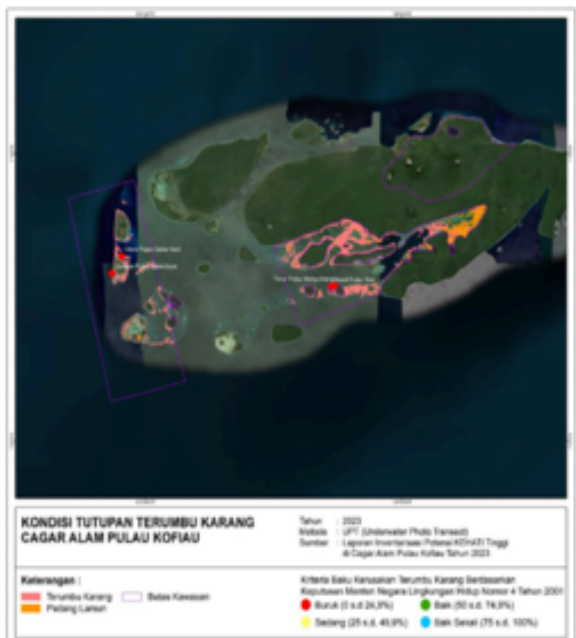 KONDISI TUTUPAN TERUMBU KARANG
CAGAR ALAM PULAU KOFIAU
Tahun : 2023
Metode : UPT (Underwater Photo Transect)
Sumber : Laporan Inventarisasi Potensi KEHATI Tinggi
di Cagar Alam Pulau Kofiau Tahun 2023
Keterangan :
Terumbu Karang
Batas Kawasan
Padang Lamun
Kriteria Baku Kerusakan Terumbu Karang Berdasarkan
Keputusan Menteri Negara Lingkungan Hidup Nomor 4 Tahun 2001
Buruk (0 s.d 24,9%)
Baik (50 s.d. 74,9%)
Sedang (25 s.d. 49,9%)
Baik Sekali (75 s.d. 100%)